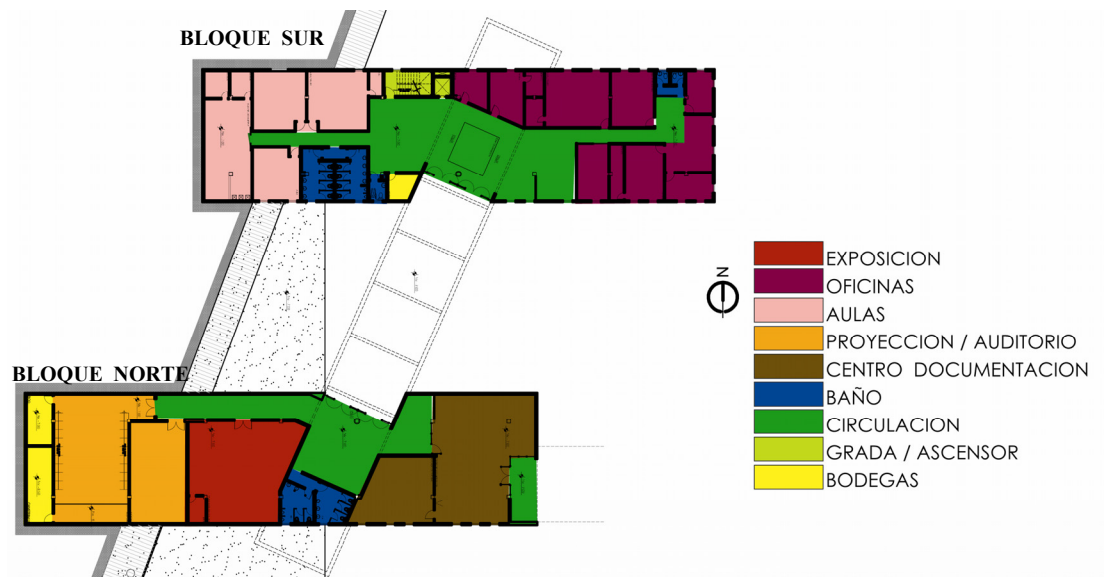 BLOQUE SUR
BLOQUE NORTE
N
EXPOSICION
OFICINAS
AULAS
PROYECCION / AUDITORIO
CENTRO DOCUMENTACION
BAÑO
CIRCULACION
GRADA / ASCENSOR
BODEGAS